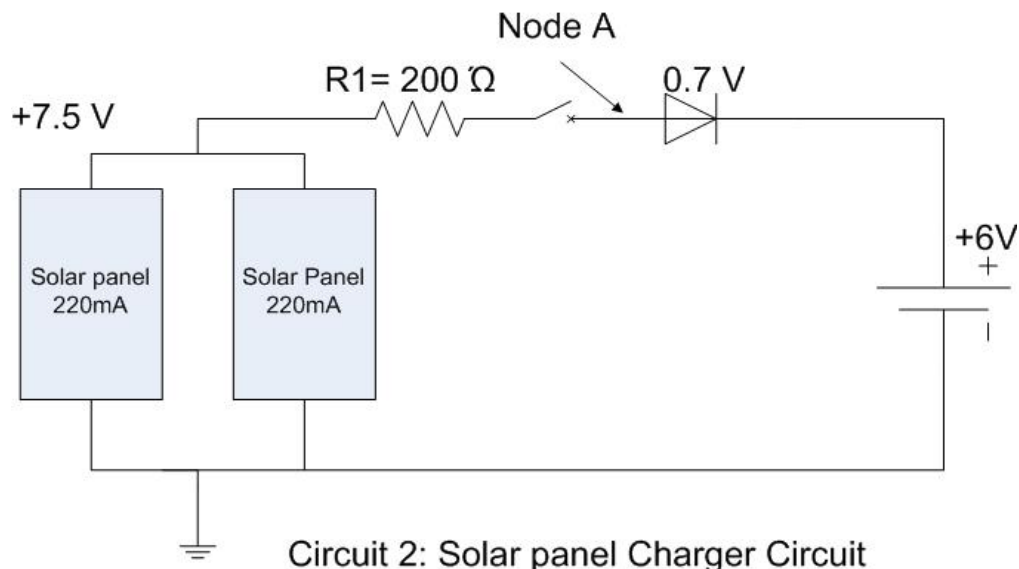 Node A
R1= 200 Ώ
0.7 V
+7.5 V
Solar panel
220mA
Solar Panel
220mA
+6V
+
Circuit 2: Solar panel Charger Circuit